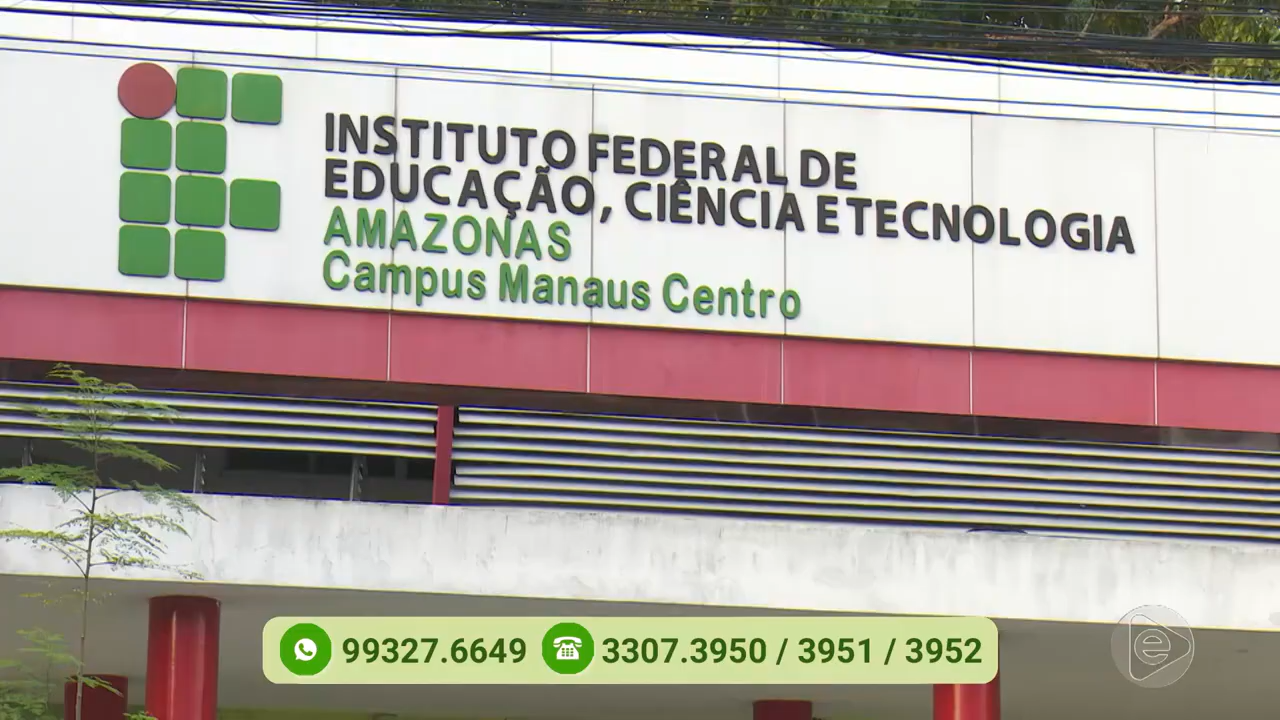 INSTITUTO FEDERAL DE
EDUCAÇÃO, CIÊNCIA E TECNOLOGIA
AMAZONAS
Campus Manaus Centro
99327.6649 3307.3950 / 3951 / 3952
e